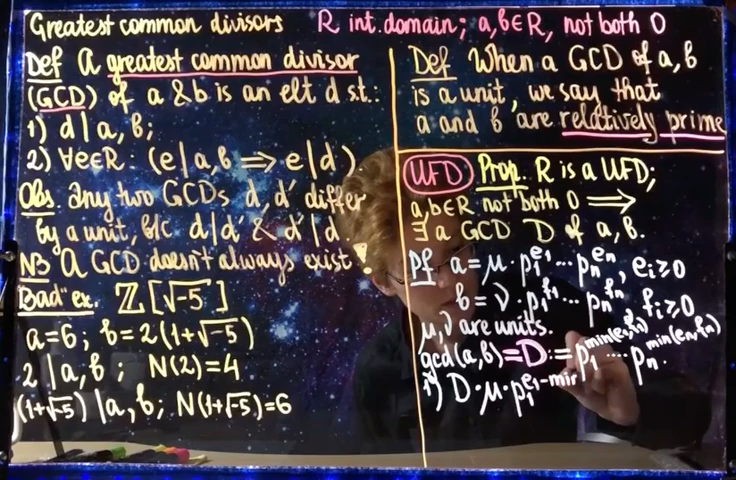 Greatest common divisors R int. domain; a,b∈R, not both 0
Def A greatest common divisor
(GCD) of a & b is an elt d s.t.:
1) d | a, b;
2) ∀e∈R: (e | a,b ⟹ e | d).
Obs. Any two GCDs d, d' differ
by a unit, b/c d | d' & d' | d.
NB A GCD doesn't always exist!
"Bad" ex. ℤ[√-5]
a=6; b=2(1+√-5)
2 | a, b ; N(2)=4
(1+√-5) | a, b; N(1+√-5)=6
Def When a GCD of a, b
is a unit, we say that
a and b are relatively prime
UFD Prop. R is a UFD;
a,b∈R not both 0 ⟹
∃ a GCD D of a, b.
Pf a = μ · p₁^e₁ ... pₙ^eₙ, eᵢ≥0
b = ν · p₁^f₁ ... pₙ^fₙ, fᵢ≥0,
μ, ν are units.
gcd(a,b) = D := p₁^min(e₁,f₁) .... pₙ^min(eₙ,fₙ).
1) D · μ · p₁^e₁-min